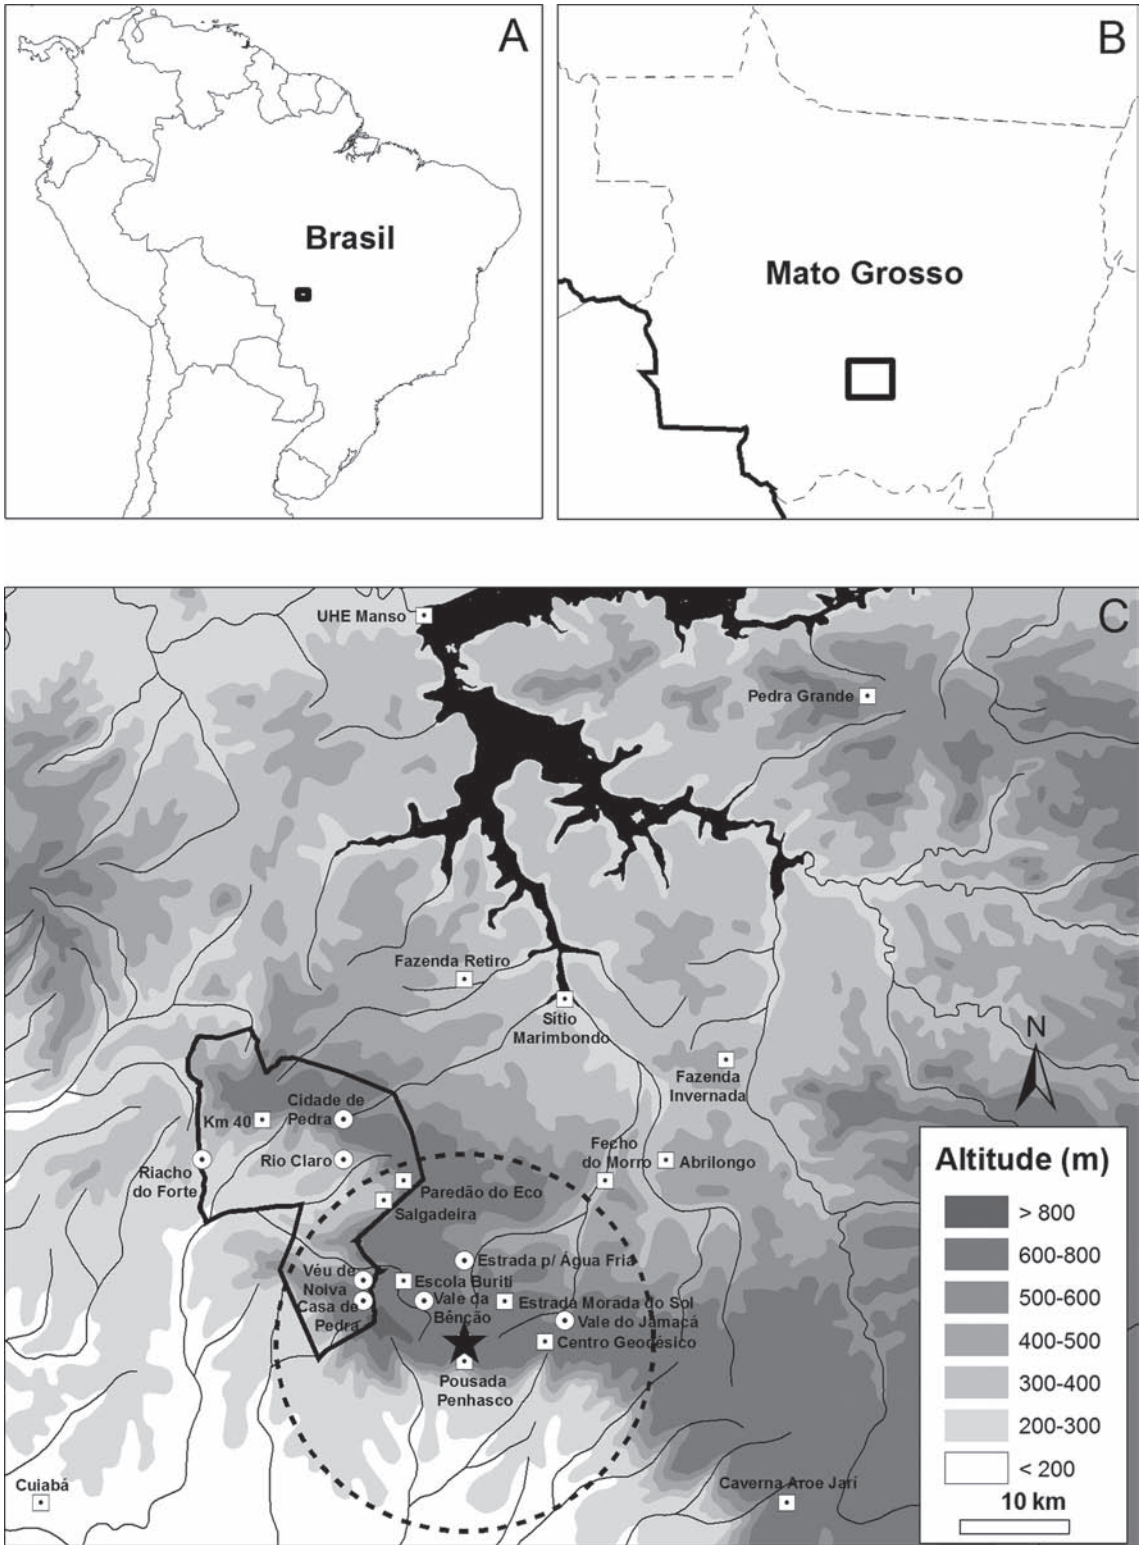 A
Brasil
B
Mato Grosso
C
UHE Manso
Pedra Grande
Fazenda Retiro
Sítio
Marimbondo
Fazenda
Invernada
N
Cidade de
Pedra
Km 40
Rio Claro
Riacho
do Forte
Fecho
do Morro
Abrilongo
Paredão do Eco
Salgadeira
Estrada p/ Água Fria
Véu de
Noiva
Escola Buriti
Casa de
Pedra
Vale da
Bênção
Estrada Morada do Sol
Vale do Jamacá
Centro Geodésico
Pousada
Penhasco
Cuiabá
Caverna Aroe Jarí
Altitude (m)
> 800
600-800
500-600
400-500
300-400
200-300
< 200
10 km